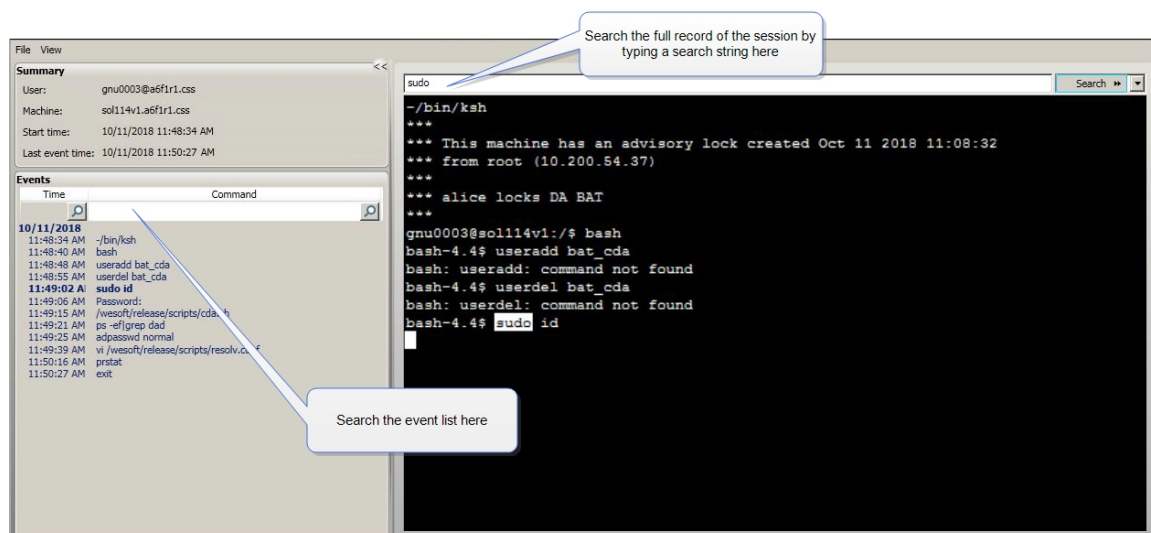 Search the full record of the session by
typing a search string here
File View
Summary
<<
User: gnu0003@a6f1r1.css
Machine: sol114v1.a6f1r1.css
Start time: 10/11/2018 11:48:34 AM
Last event time: 10/11/2018 11:50:27 AM
Events
Time Command
10/11/2018
11:48:34 AM -/bin/ksh
11:48:40 AM bash
11:48:48 AM useradd bat_cda
11:48:55 AM userdel bat_cda
11:49:02 A sudo id
11:49:06 AM Password:
11:49:15 AM
11:49:21 AM ps -ef|grep dad
11:49:25 AM adpasswd normal
11:49:39 AM vi
11:50:16 AM prstat
11:50:27 AM exit
Search the event list here
sudo
Search
-/bin/ksh
***
*** This machine has an advisory lock created Oct 11 2018 11:08:32
*** from root (10.200.54.37)
***
*** alice locks DA BAT
***
gnu0003@sol114v1:/$ bash
bash-4.4$ useradd bat_cda
bash: useradd: command not found
bash-4.4$ userdel bat_cda
bash: userdel: command not found
bash-4.4$ sudo id